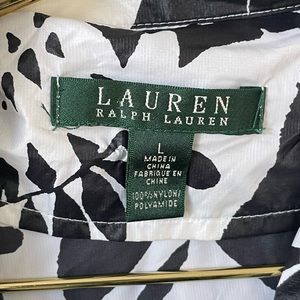 LAUREN
RALPH LAUREN
L
MADE IN
CHINA
FABRIQUÉ EN
CHINE
100% NYLON/
POLYAMIDE